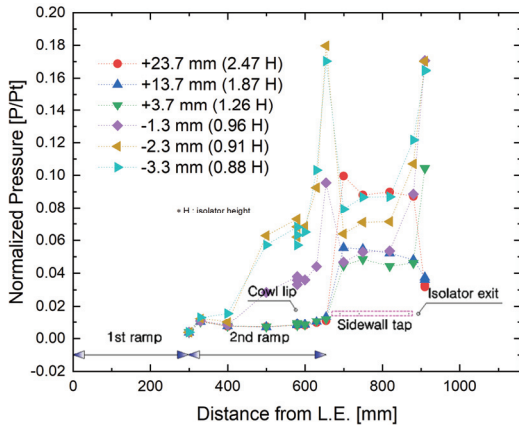 0.20
0.18
0.16
0.14
0.12
0.10
0.08
0.06
0.04
0.02
0.00
-0.02
Normalized Pressure [P/Pt]
+23.7 mm (2.47 H)
+13.7 mm (1.87 H)
+3.7 mm (1.26 H)
-1.3 mm (0.96 H)
-2.3 mm (0.91 H)
-3.3 mm (0.88 H)
H : isolator height
Cowl lip
Isolator exit
Sidewall tap
1st ramp
2nd ramp
0 200 400 600 800 1000
Distance from L.E. [mm]